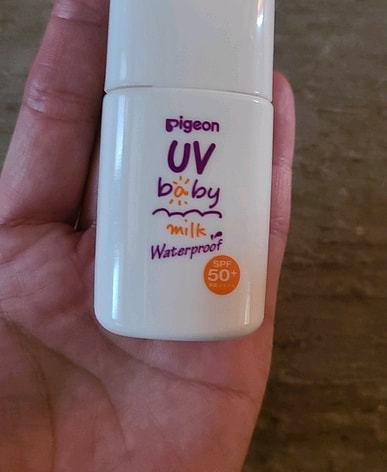 Pigeon
UV
baby
milk
Waterproof
SPF
50+